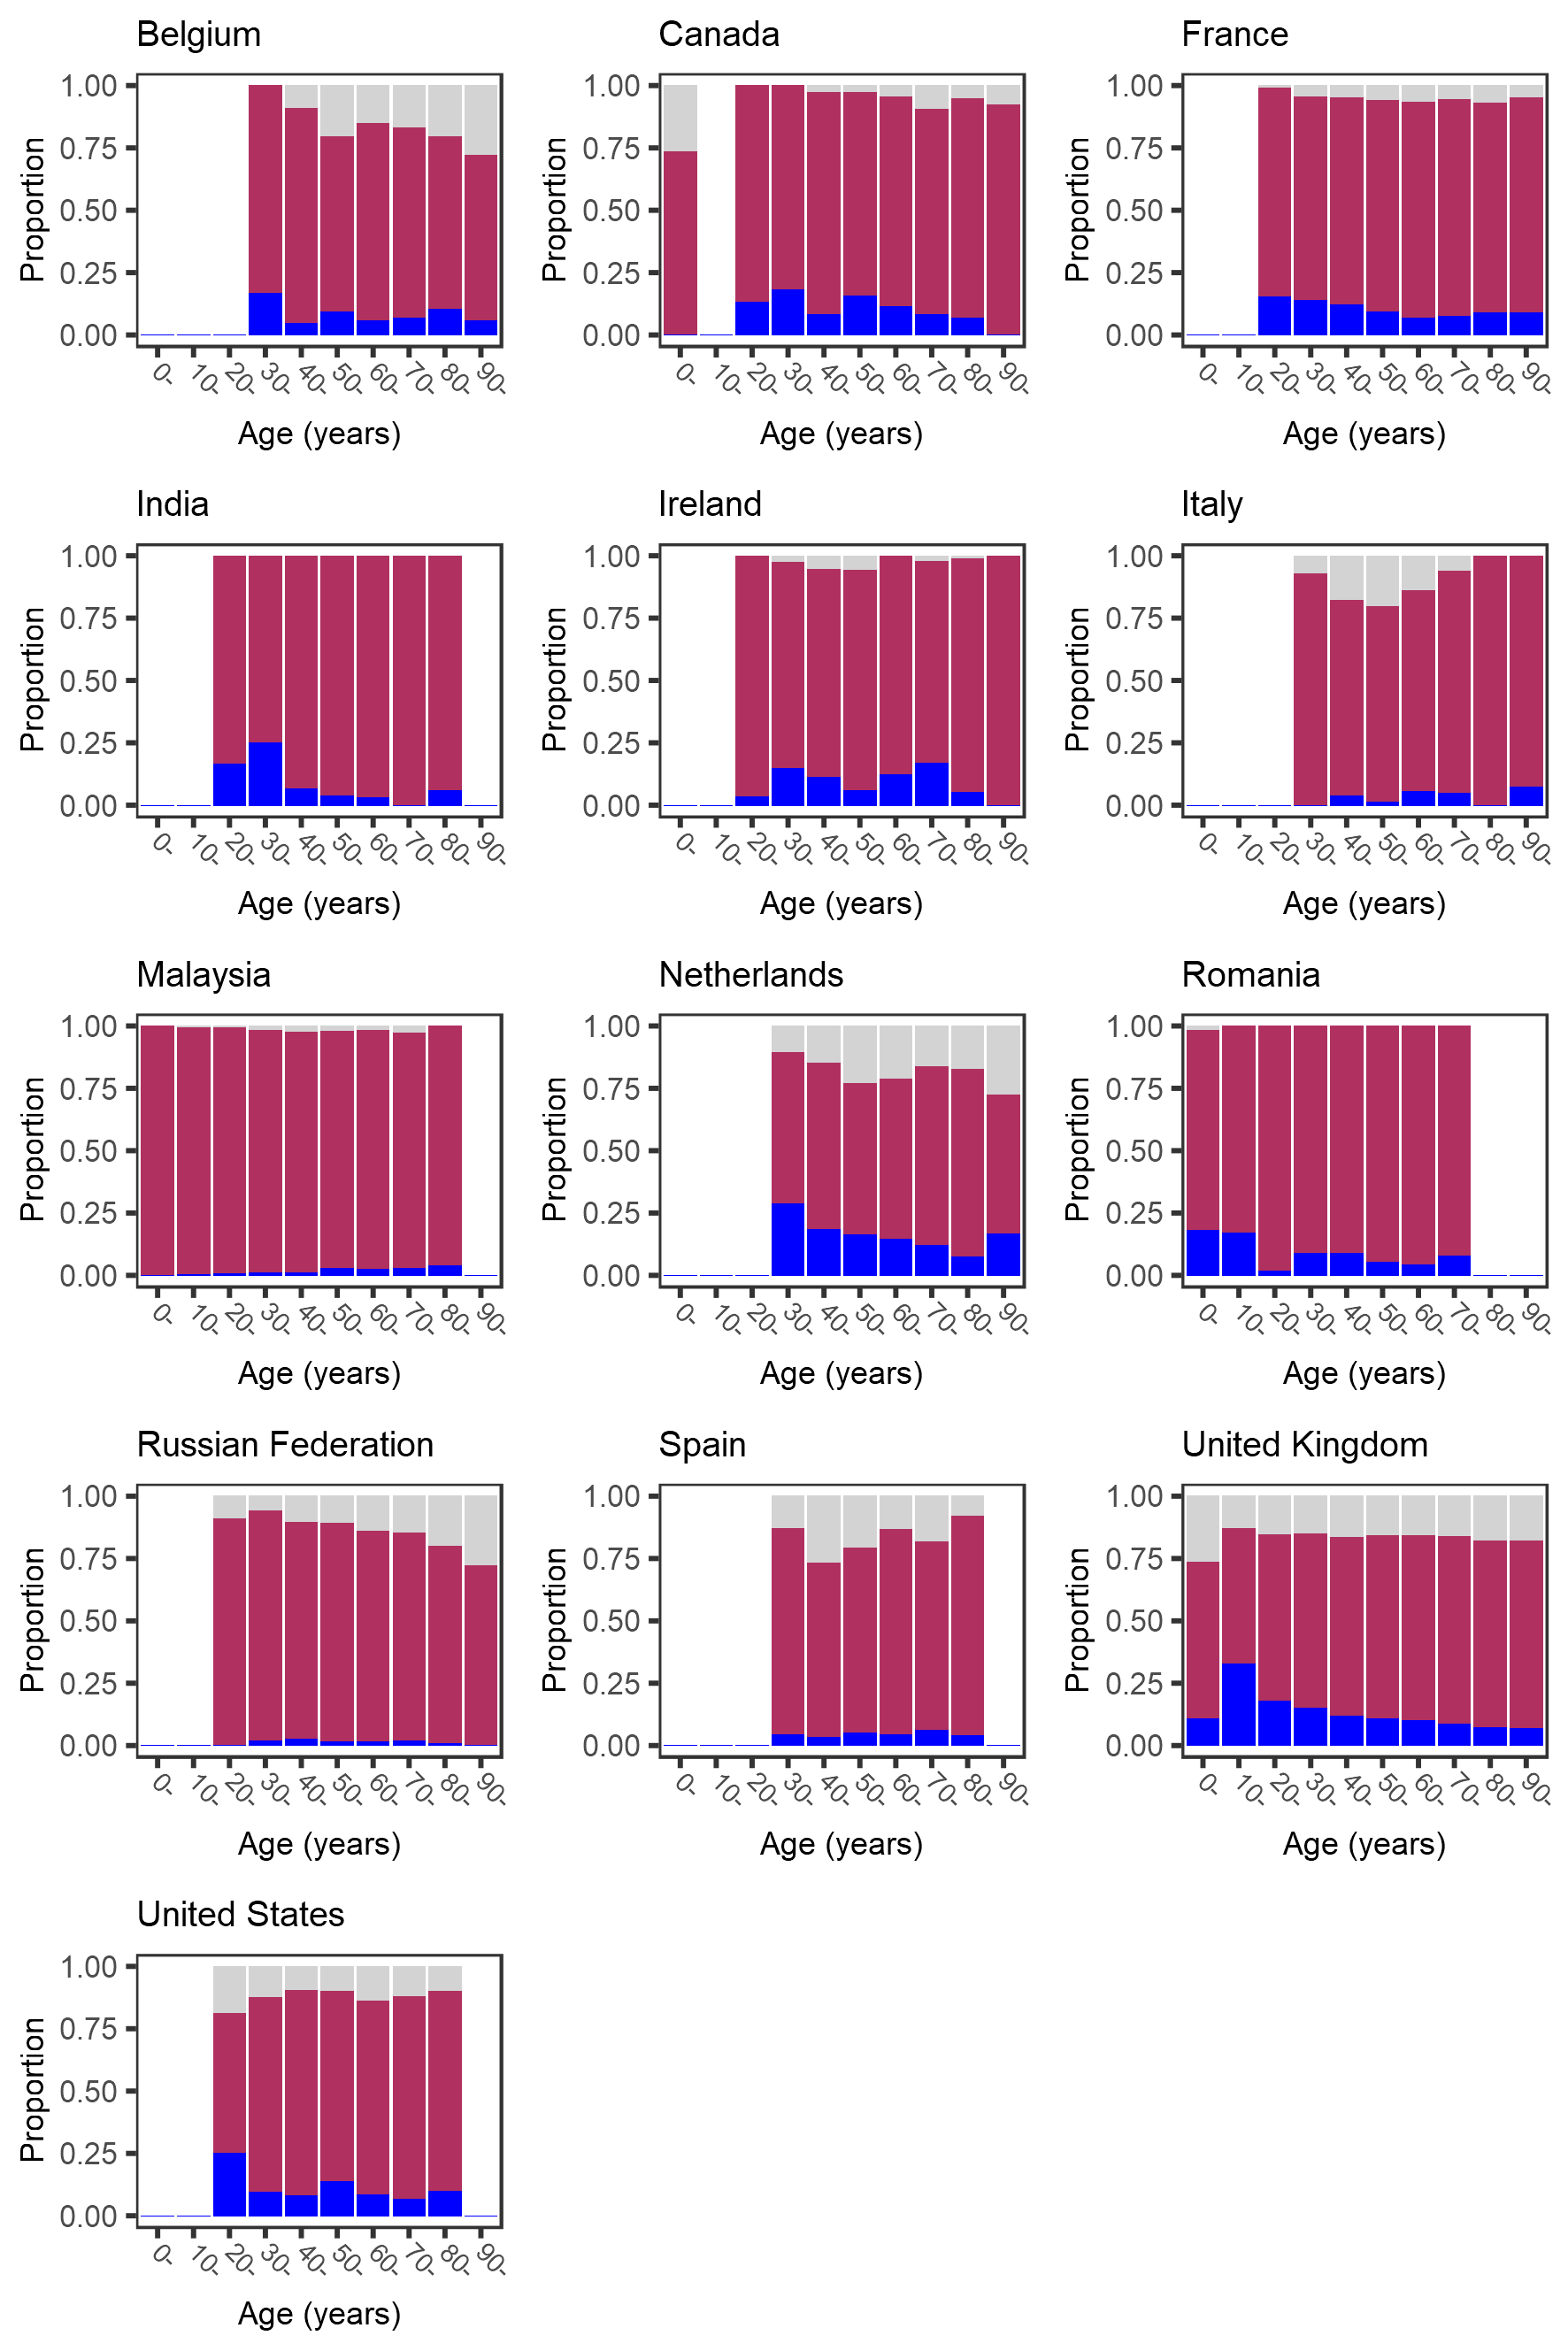 Belgium
Canada
France
1.00
0.75
0.50
0.25
0.00
Proportion
0- 10- 20- 30- 40- 50- 60- 70- 80- 90-
Age (years)
1.00
0.75
0.50
0.25
0.00
Proportion
0- 10- 20- 30- 40- 50- 60- 70- 80- 90-
Age (years)
1.00
0.75
0.50
0.25
0.00
Proportion
0- 10- 20- 30- 40- 50- 60- 70- 80- 90-
Age (years)
India
Ireland
Italy
1.00
0.75
0.50
0.25
0.00
Proportion
0- 10- 20- 30- 40- 50- 60- 70- 80- 90-
Age (years)
1.00
0.75
0.50
0.25
0.00
Proportion
0- 10- 20- 30- 40- 50- 60- 70- 80- 90-
Age (years)
1.00
0.75
0.50
0.25
0.00
Proportion
0- 10- 20- 30- 40- 50- 60- 70- 80- 90-
Age (years)
Malaysia
Netherlands
Romania
1.00
0.75
0.50
0.25
0.00
Proportion
0- 10- 20- 30- 40- 50- 60- 70- 80- 90-
Age (years)
1.00
0.75
0.50
0.25
0.00
Proportion
0- 10- 20- 30- 40- 50- 60- 70- 80- 90-
Age (years)
1.00
0.75
0.50
0.25
0.00
Proportion
0- 10- 20- 30- 40- 50- 60- 70- 80- 90-
Age (years)
Russian Federation
Spain
United Kingdom
1.00
0.75
0.50
0.25
0.00
Proportion
0- 10- 20- 30- 40- 50- 60- 70- 80- 90-
Age (years)
1.00
0.75
0.50
0.25
0.00
Proportion
0- 10- 20- 30- 40- 50- 60- 70- 80- 90-
Age (years)
1.00
0.75
0.50
0.25
0.00
Proportion
0- 10- 20- 30- 40- 50- 60- 70- 80- 90-
Age (years)
United States
1.00
0.75
0.50
0.25
0.00
Proportion
0- 10- 20- 30- 40- 50- 60- 70- 80- 90-
Age (years)